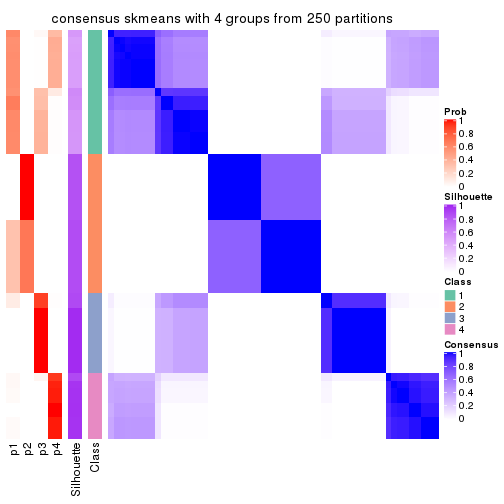 consensus skmeans with 4 groups from 250 partitions
Prob
1
0.8
0.6
0.4
0.2
0
Silhouette
1
0.8
0.6
0.4
0.2
0
Class
1
2
3
4
Consensus
1
0.8
0.6
0.4
0.2
0
p1
p2
p3
p4
Silhouette
Class